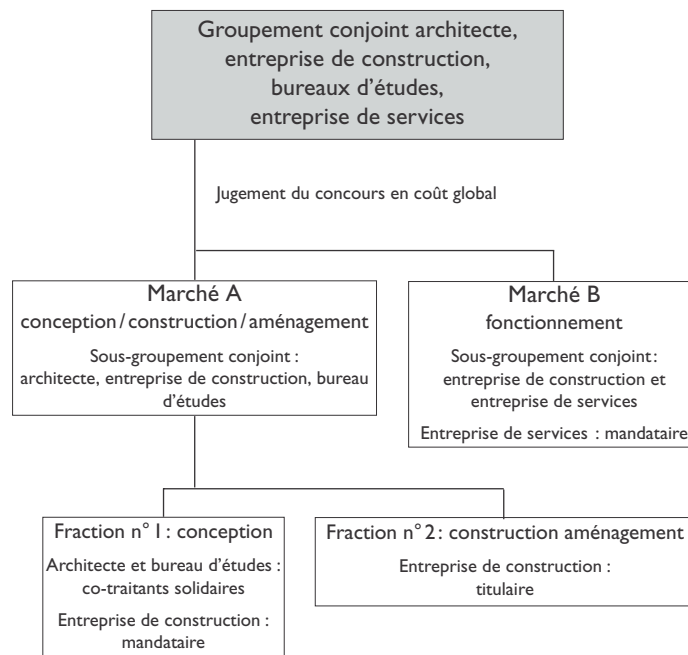 Groupement conjoint architecte,
entreprise de construction,
bureaux d'études,
entreprise de services
Jugement du concours en coût global
Marché A
conception / construction / aménagement
Sous-groupement conjoint :
architecte, entreprise de construction, bureau
d'études
Marché B
fonctionnement
Sous-groupement conjoint :
entreprise de construction et
entreprise de services
Entreprise de services : mandataire
Fraction n° 1 : conception
Architecte et bureau d'études :
co-traitants solidaires
Entreprise de construction :
mandataire
Fraction n° 2 : construction aménagement
Entreprise de construction :
titulaire